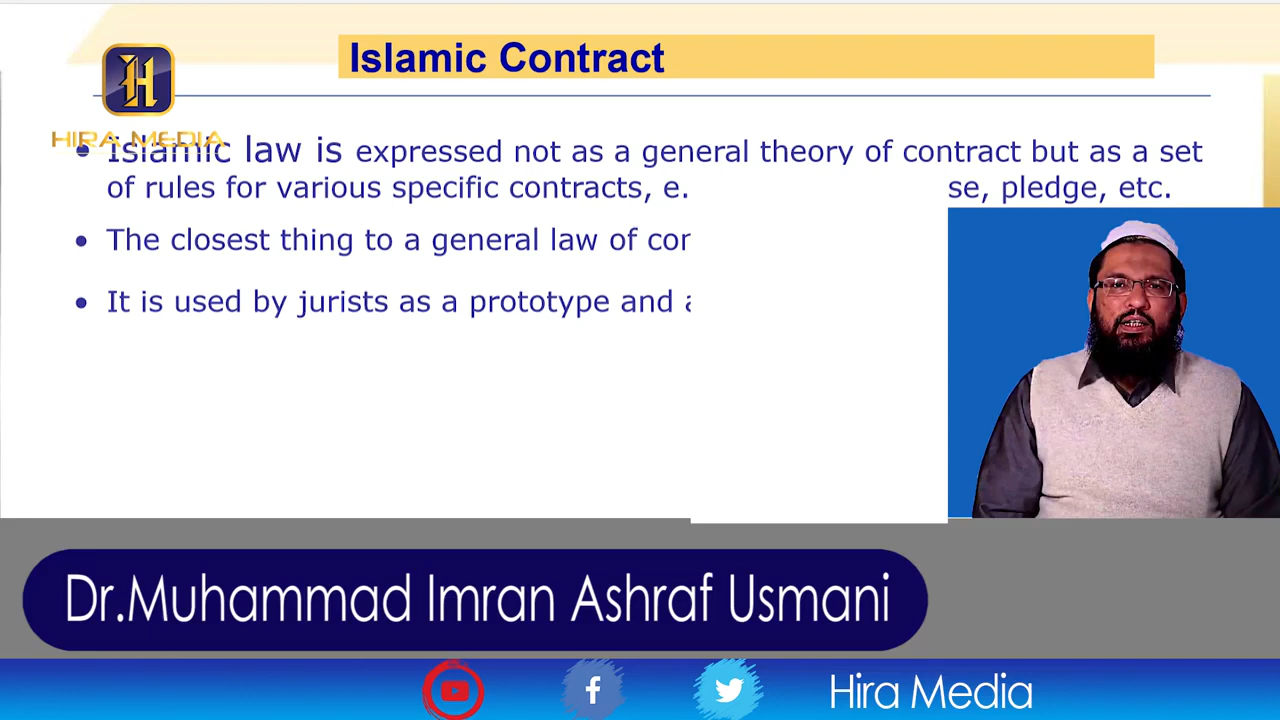 Islamic Contract
HIRA MEDIA
Islamic law is expressed not as a general theory of contract but as a set
of rules for various specific contracts, e. se, pledge, etc.
The closest thing to a general law of
It is used by jurists as a prototype and
Dr.Muhammad Imran Ashraf Usmani
Hira Media